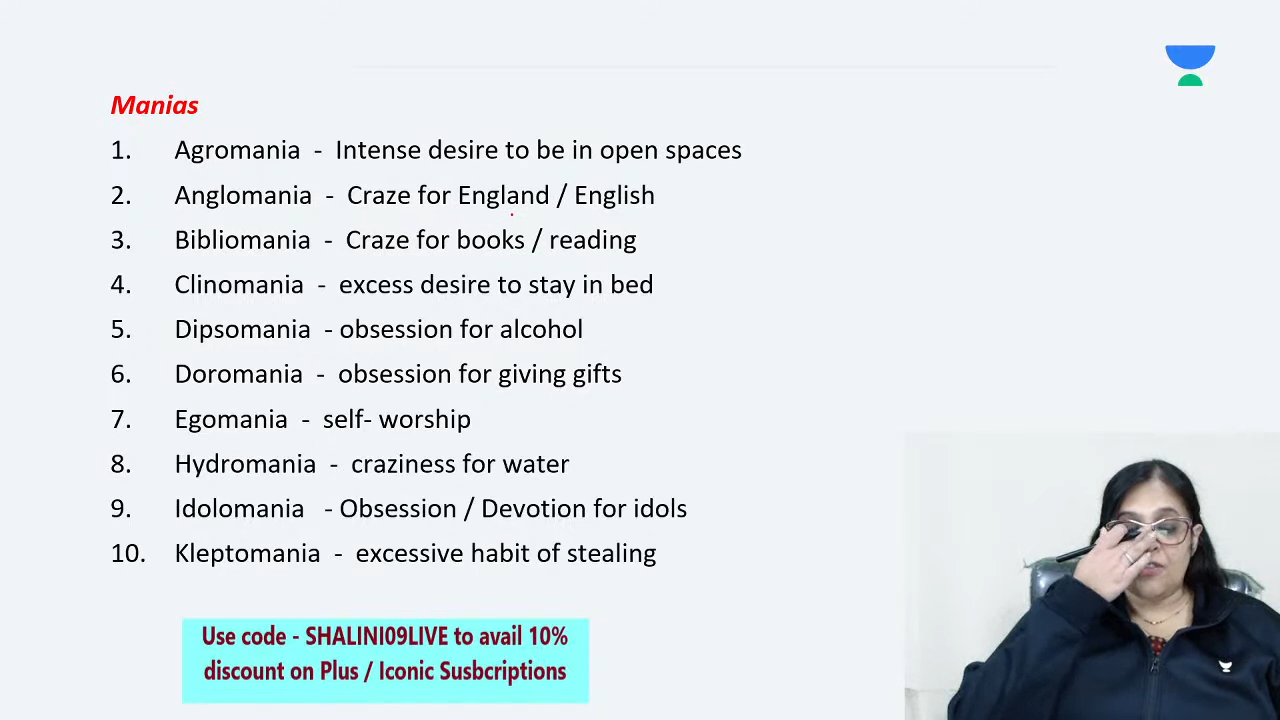 Manias
1. Agromania - Intense desire to be in open spaces
2. Anglomania - Craze for England / English
3. Bibliomania - Craze for books / reading
4. Clinomania - excess desire to stay in bed
5. Dipsomania - obsession for alcohol
6. Doromania - obsession for giving gifts
7. Egomania - self- worship
8. Hydromania - craziness for water
9. Idolomania - Obsession / Devotion for idols
10. Kleptomania - excessive habit of stealing
Use code - SHALINI09LIVE to avail 10%
discount on Plus / Iconic Susbcriptions